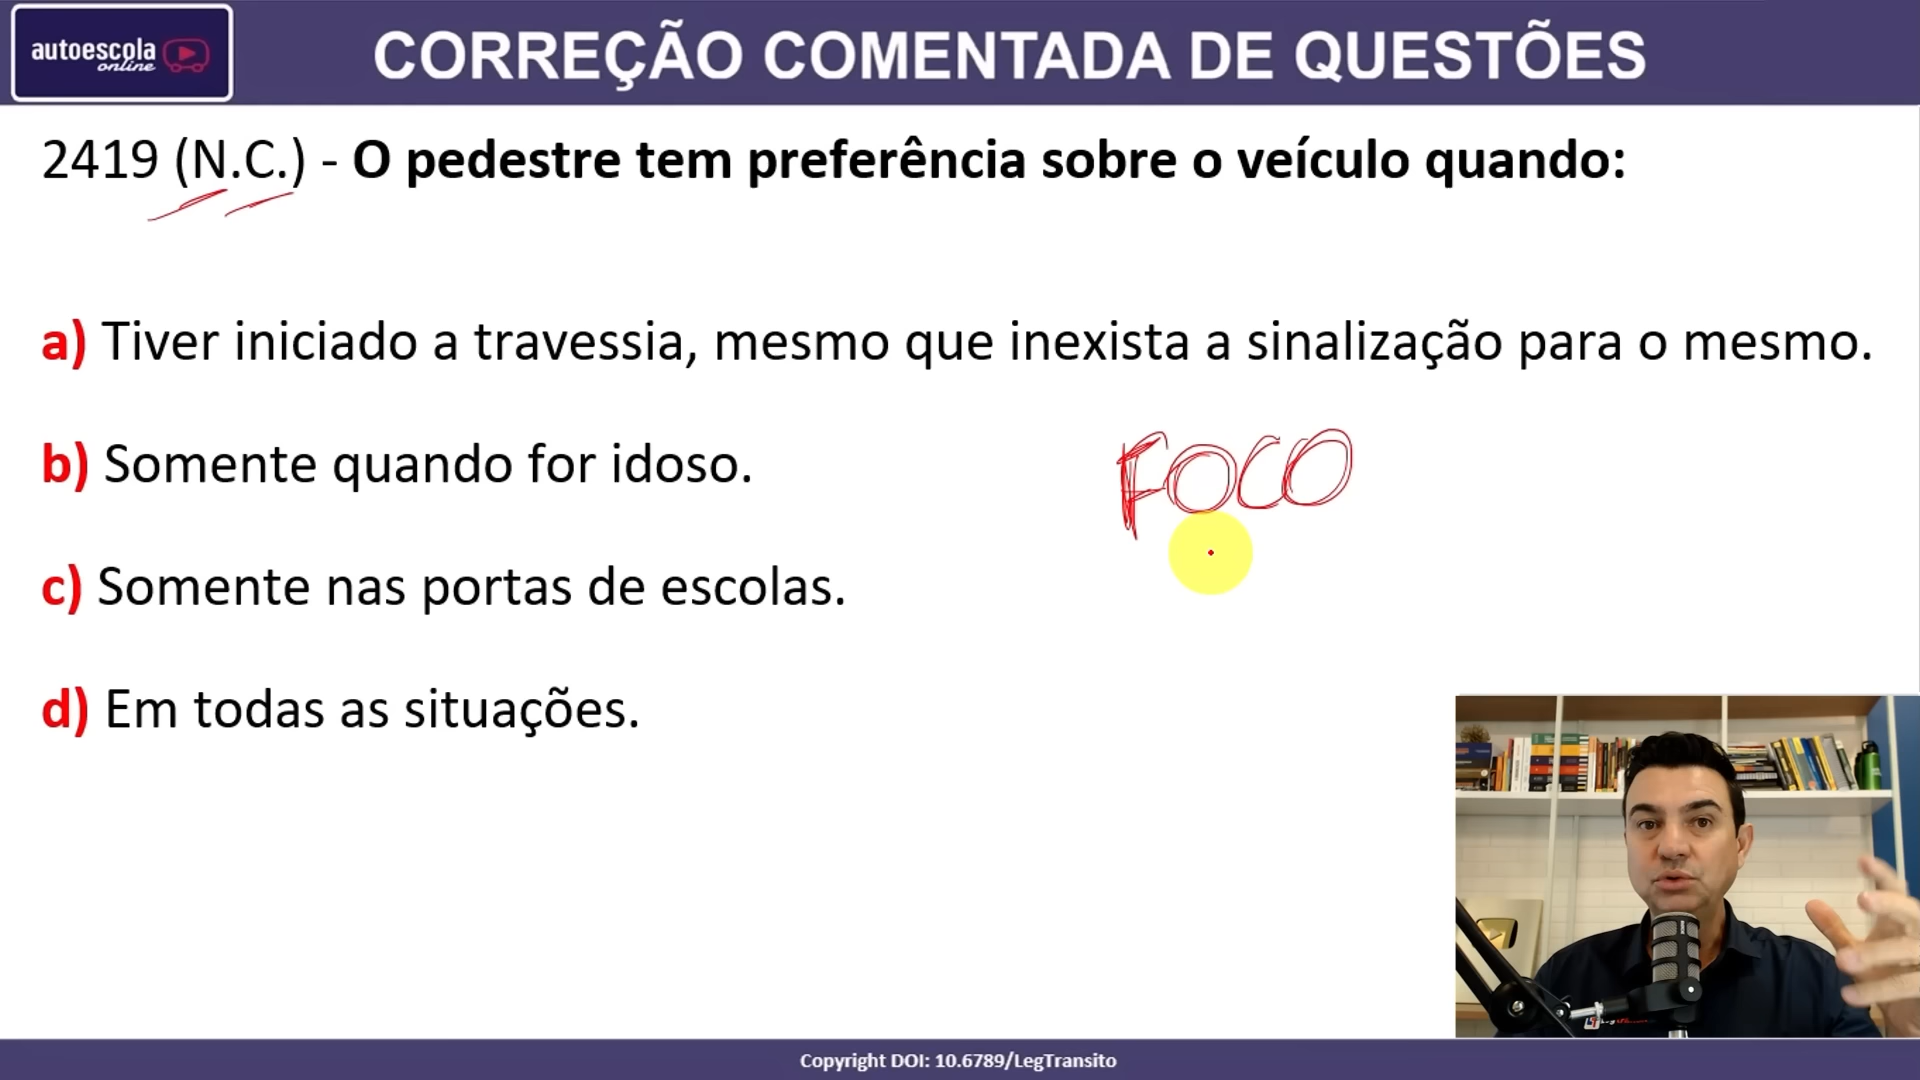 autoescola
online
CORREÇÃO COMENTADA DE QUESTÕES
2419 (N.C.) - O pedestre tem preferência sobre o veículo quando:
a) Tiver iniciado a travessia, mesmo que inexista a sinalização para o mesmo.
b) Somente quando for idoso.
FOCO
c) Somente nas portas de escolas.
d) Em todas as situações.
Copyright DOI: 10.6789/LegTransito